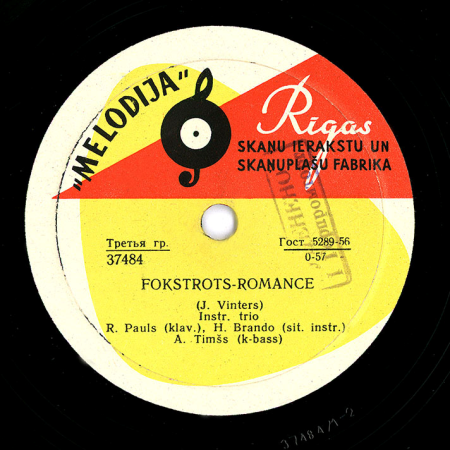 „MELODIJA"
Rīgas
SKAŅU IERAKSTU UN
SKAŅUPLAŠU FABRIKA
Третья гр.
37484
Гост 5289-56
0-57
FOKSTROTS-ROMANCE
(J. Vinters)
Instr. trio
R. Pauls (klav.), H. Brando (sit. instr.)
A. Timšs (k-bass)
37484/1-2